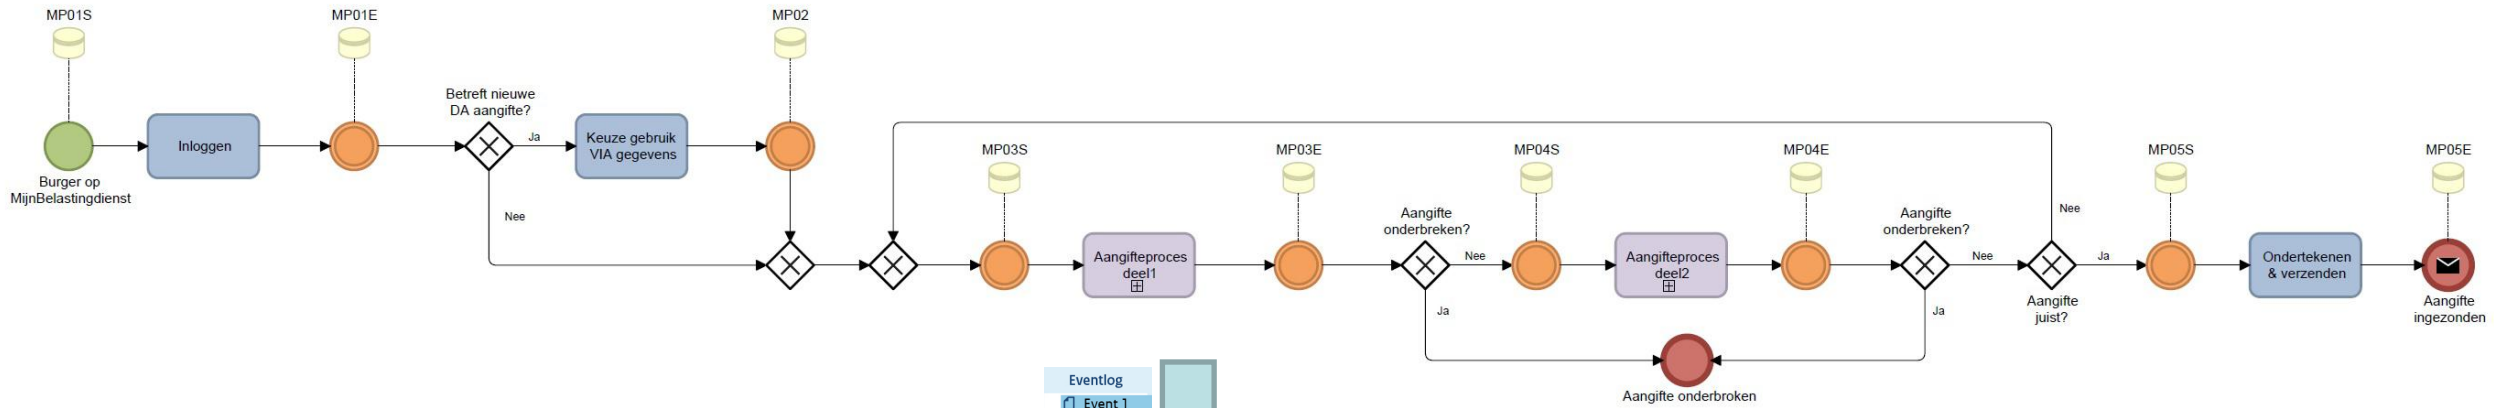 MP01S
MP01E
MP02
Betreft nieuwe
DA aangifte?
Inloggen
Ja
Keuze gebruik
VIA gegevens
Burger op
MijnBelastingdienst
Nee
MP03S
MP03E
MP04S
MP04E
MP05S
MP05E
Aangifte
onderbreken?
Aangifte
onderbreken?
Nee
Aangifteproces
deel1
Nee
Aangifteproces
deel2
Nee
Ja
Ondertekenen
& verzenden
Aangifte
juist?
Aangifte
ingezonden
Ja
Ja
Aangifte onderbroken
Eventlog
Event 1